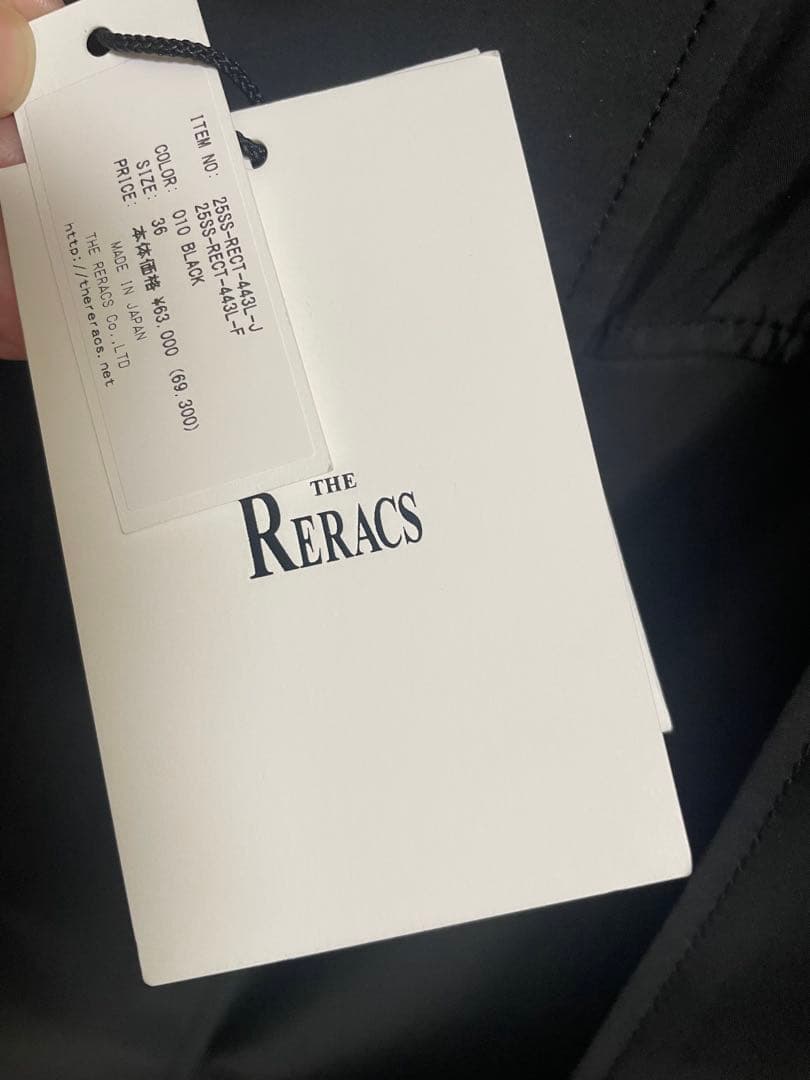 ITEM NO: 25SS-RECT-443L-J
25SS-RECT-443L-F
COLOR: 010 BLACK
SIZE: 36
PRICE: 本体価格 ¥63.000 (69.300)
MADE IN JAPAN
THE RERACS Co.,LTD
http://thereracs.net
THE
RERACS